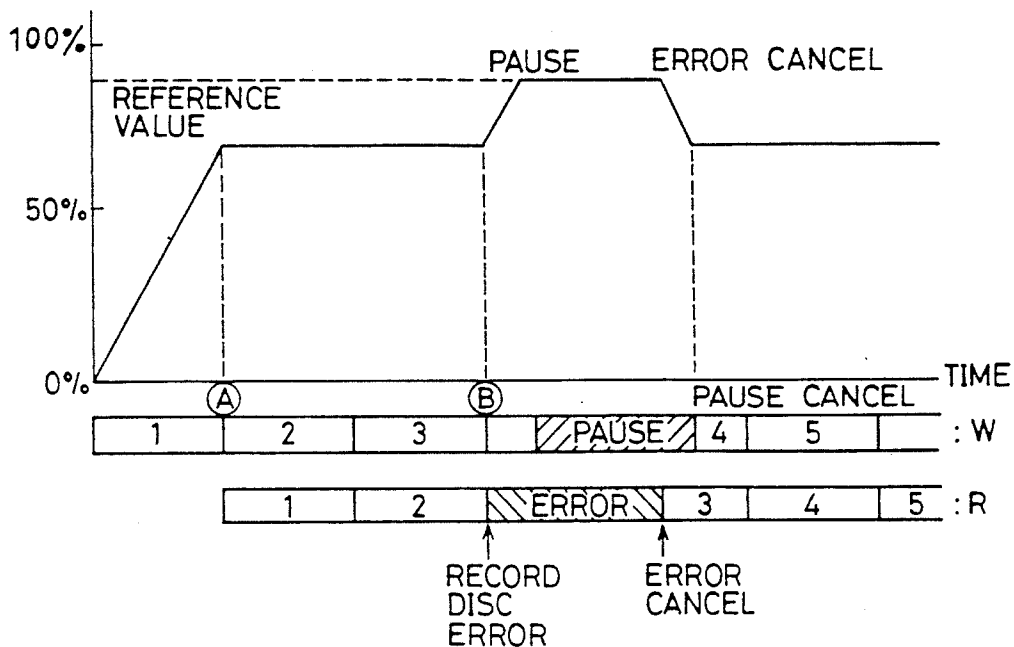 100%
PAUSE ERROR CANCEL
REFERENCE
VALUE
50%
0%
TIME
A B PAUSE CANCEL
1 2 3 PAUSE 4 5 : W
1 2 ERROR 3 4 5 : R
RECORD
DISC
ERROR
ERROR
CANCEL